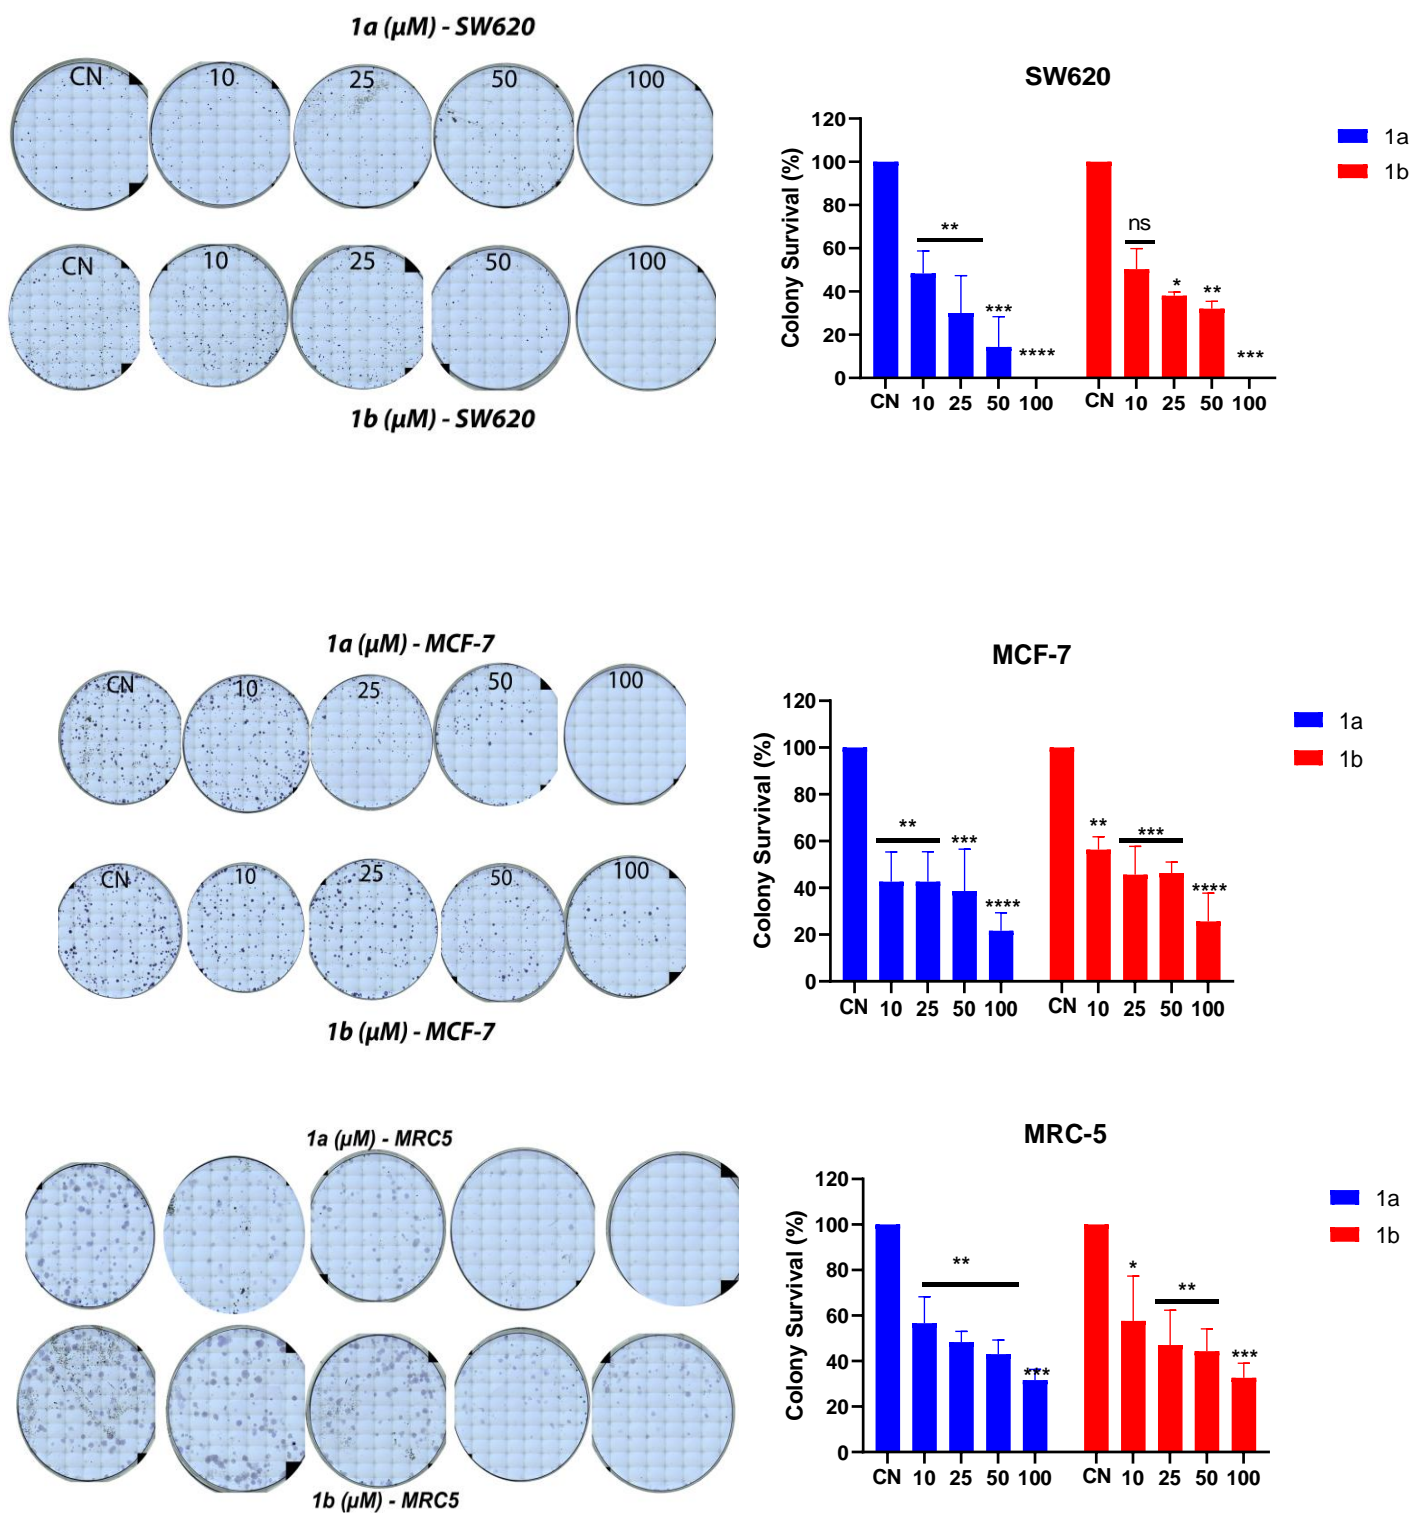 1a (µM) - SW620
CN 10 25 50 100
CN 10 25 50 100
1b (µM) - SW620
SW620
Colony Survival (%)
120
100
80
60
40
20
0
** *** ****
ns * ** ***
CN 10 25 50 100 CN 10 25 50 100
1a
1b
1a (µM) - MCF-7
CN 10 25 50 100
CN 10 25 50 100
1b (µM) - MCF-7
MCF-7
Colony Survival (%)
120
100
80
60
40
20
0
** *** ****
** *** ****
CN 10 25 50 100 CN 10 25 50 100
1a
1b
1a (µM) - MRC5
1b (µM) - MRC5
MRC-5
Colony Survival (%)
120
100
80
60
40
20
0
** ***
* ** ***
CN 10 25 50 100 CN 10 25 50 100
1a
1b